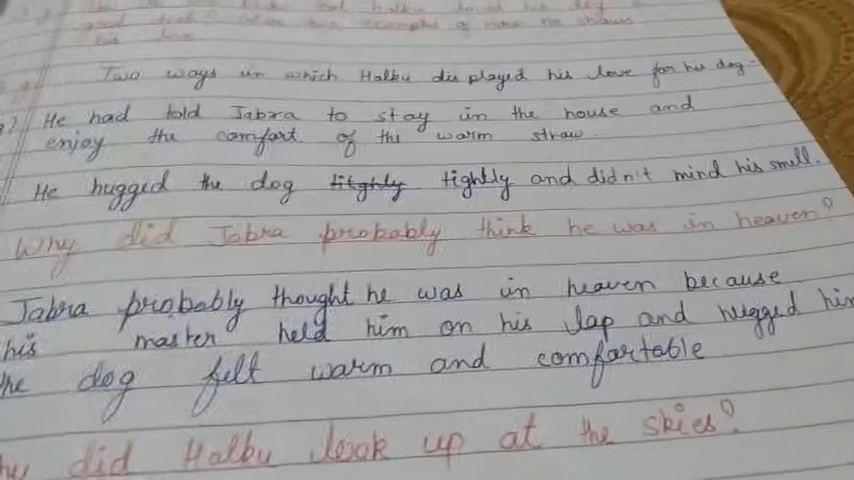 his love
Two ways in which Halku displayed his love for his dog.
? He had told Jabra to stay in the house and
enjoy the comfort of the warm straw
He hugged the dog tightly and didn't mind his smell.
Why did Jabra probably think he was in heaven?
Jabra probably thought he was in heaven because
his master held him on his lap and hugged him
he dog felt warm and comfortable
hy did Halku look up at the skies?